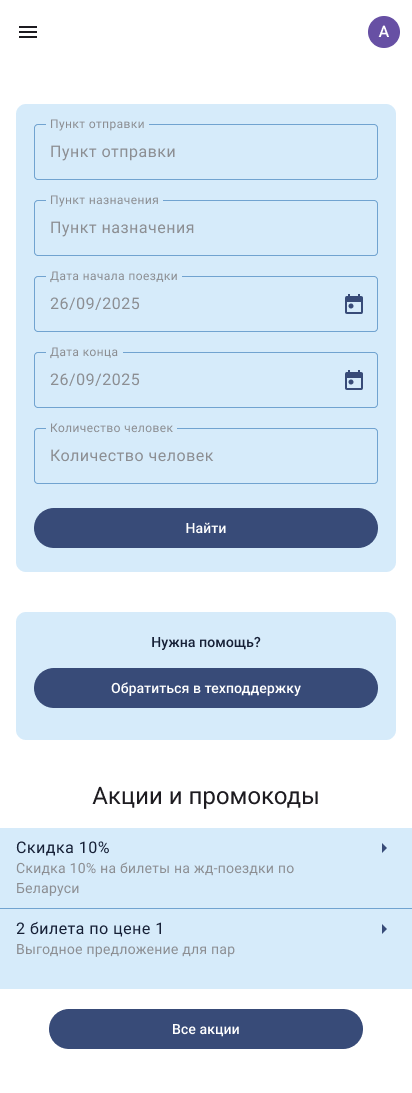 A
Пункт отправки
Пункт отправки
Пункт назначения
Пункт назначения
Дата начала поездки
26/09/2025
Дата конца
26/09/2025
Количество человек
Количество человек
Найти
Нужна помощь?
Обратиться в техподдержку
Акции и промокоды
Скидка 10%
Скидка 10% на билеты на жд-поездки по
Беларуси
2 билета по цене 1
Выгодное предложение для пар
Все акции